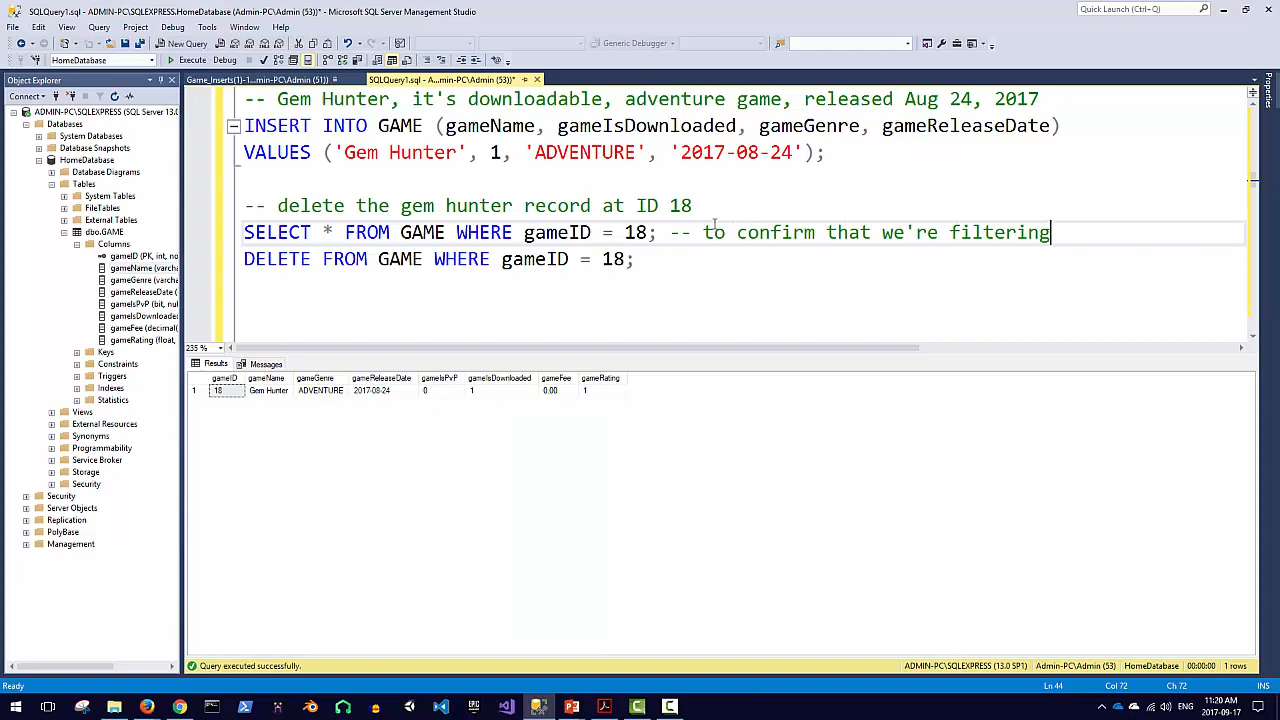 SQLQuery1.sql - ADMIN-PC\SQLEXPRESS.HomeDatabase (Admin-PC\Admin (53))* - Microsoft SQL Server Management Studio
Quick Launch (Ctrl+Q)
File Edit View Query Project Debug Tools Window Help
New Query
Generic Debugger
HomeDatabase
Execute Debug
Object Explorer
Game_Inserts(1)-1...min-PC\Admin (51))
SQLQuery1.sql - A...min-PC\Admin (53))*
Properties
Connect
ADMIN-PC\SQLEXPRESS (SQL Server 13.0
Databases
System Databases
Database Snapshots
HomeDatabase
Database Diagrams
Tables
System Tables
FileTables
External Tables
dbo.GAME
Columns
gameID (PK, int, no
gameName (varcha
gameGenre (varcha
gameReleaseDate (
gameIsPvP (bit, null
gameIsDownloaded
gameFee (decimal(
gameRating (float,
Keys
Constraints
Triggers
Indexes
Statistics
Views
External Resources
Synonyms
Programmability
Service Broker
Storage
Security
Security
Server Objects
Replication
PolyBase
Management
-- Gem Hunter, it's downloadable, adventure game, released Aug 24, 2017
INSERT INTO GAME (gameName, gameIsDownloaded, gameGenre, gameReleaseDate)
VALUES ('Gem Hunter', 1, 'ADVENTURE', '2017-08-24');
-- delete the gem hunter record at ID 18
SELECT * FROM GAME WHERE gameID = 18; -- to confirm that we're filtering
DELETE FROM GAME WHERE gameID = 18;
235 %
Results Messages
gameID gameName gameGenre gameReleaseDate gameIsPvP gameIsDownloaded gameFee gameRating
1 18 Gem Hunter ADVENTURE 2017-08-24 0 1 0.00 1
Query executed successfully.
ADMIN-PC\SQLEXPRESS (13.0 SP1) Admin-PC\Admin (53) HomeDatabase 00:00:00 1 rows
Ready
Ln 44 Col 72 Ch 72 INS
ENG
11:20 AM
2017-09-17